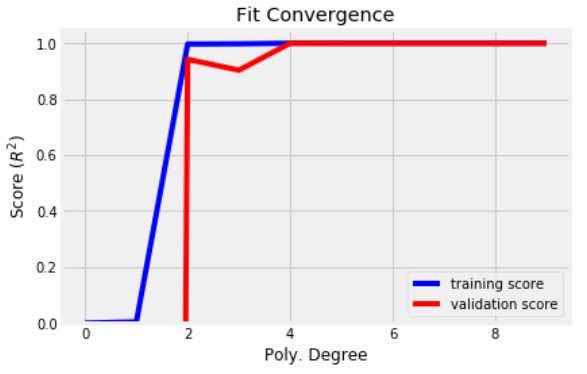 Fit Convergence
1.0
0.8
0.6
0.4
0.2
0.0
Score (R²)
0 2 4 6 8
Poly. Degree
training score
validation score